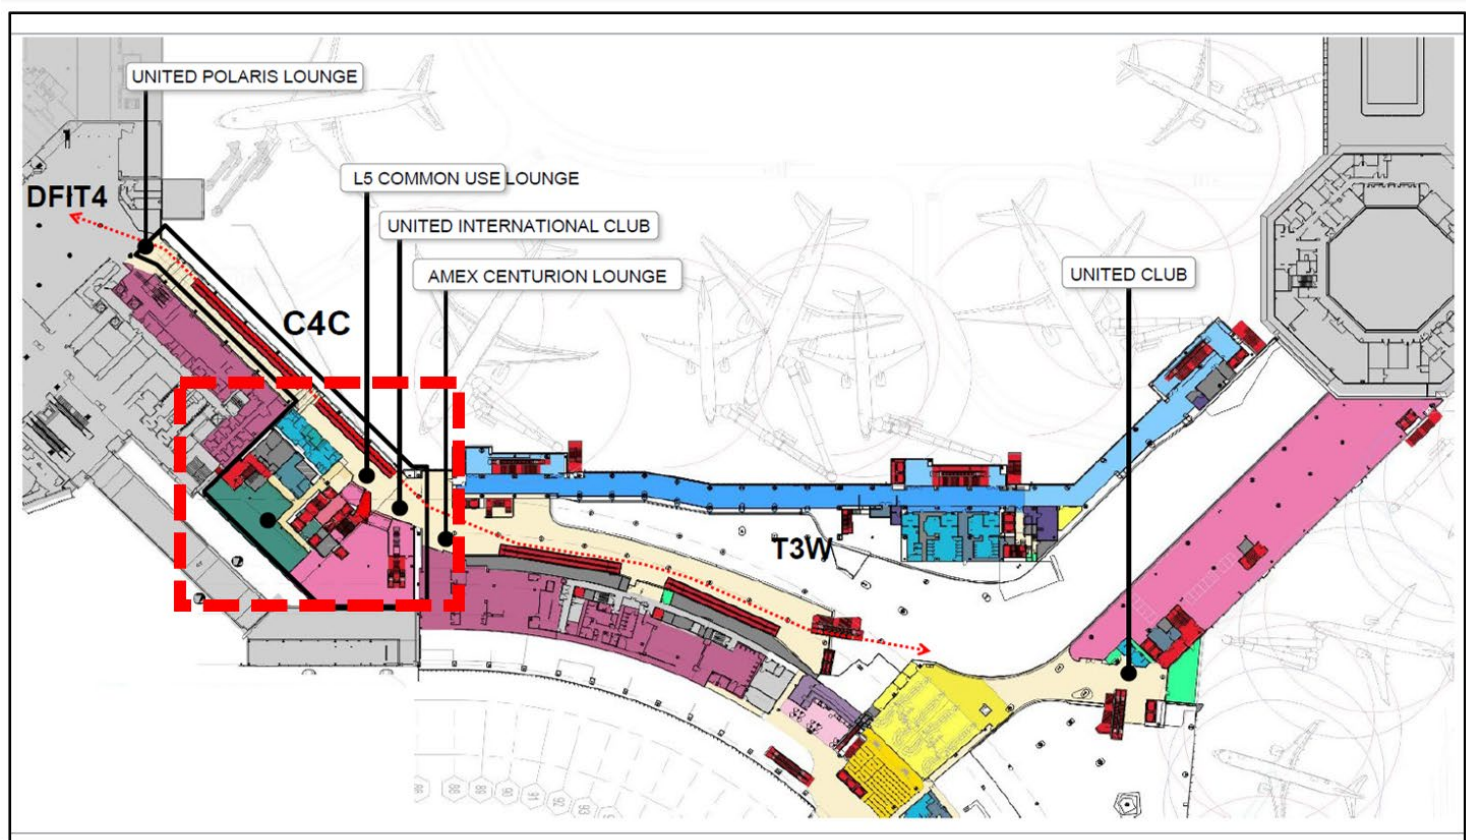 UNITED POLARIS LOUNGE
DFIT4
L5 COMMON USE LOUNGE
UNITED INTERNATIONAL CLUB
AMEX CENTURION LOUNGE
UNITED CLUB
C4C
T3W